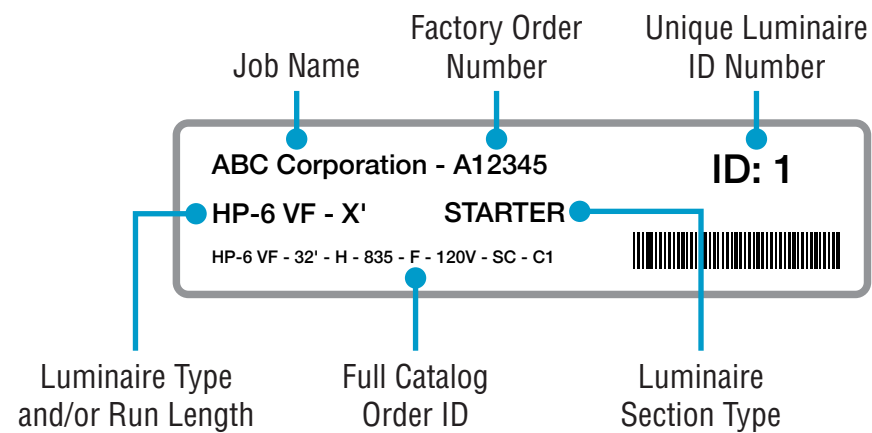 Job Name
Factory Order
Number
Unique Luminaire
ID Number
ABC Corporation - A12345
ID: 1
HP-6 VF - X'
STARTER
HP-6 VF - 32' - H - 835 - F - 120V - SC - C1
Luminaire Type
and/or Run Length
Full Catalog
Order ID
Luminaire
Section Type